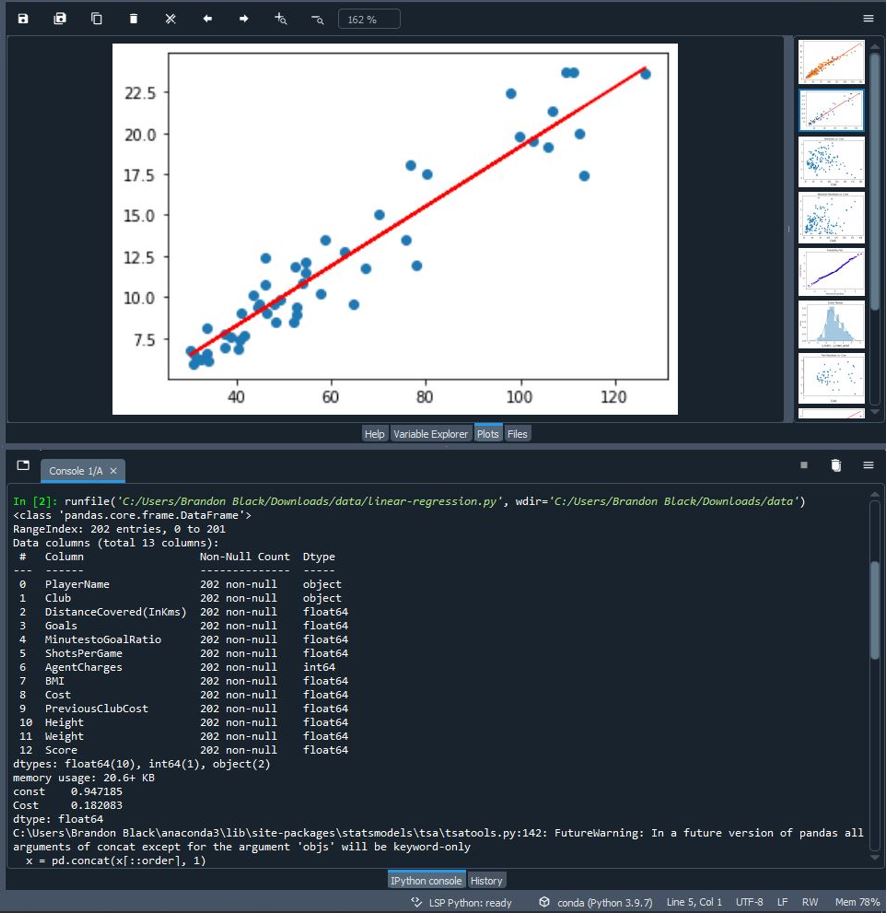 162 %
22.5
20.0
17.5
15.0
12.5
10.0
7.5
40 60 80 100 120
Help Variable Explorer Plots Files
Console 1/A ×
In [2]: runfile('C:/Users/Brandon Black/Downloads/data/linear-regression.py', wdir='C:/Users/Brandon Black/Downloads/data')
<class 'pandas.core.frame.DataFrame'>
RangeIndex: 202 entries, 0 to 201
Data columns (total 13 columns):
 #   Column                Non-Null Count  Dtype
---  ------                --------------  -----
 0   PlayerName            202 non-null    object
 1   Club                  202 non-null    object
 2   DistanceCovered(InKms)  202 non-null    float64
 3   Goals                 202 non-null    float64
 4   MinutestoGoalRatio    202 non-null    float64
 5   ShotsPerGame          202 non-null    float64
 6   AgentCharges          202 non-null    int64
 7   BMI                   202 non-null    float64
 8   Cost                  202 non-null    float64
 9   PreviousClubCost      202 non-null    float64
 10  Height                202 non-null    float64
 11  Weight                202 non-null    float64
 12  Score                 202 non-null    float64
dtypes: float64(10), int64(1), object(2)
memory usage: 20.6+ KB
const    0.947185
Cost     0.182083
dtype: float64
C:\Users\Brandon Black\anaconda3\lib\site-packages\statsmodels\tsa\tsatools.py:142: FutureWarning: In a future version of pandas all
arguments of concat except for the argument 'objs' will be keyword-only
  x = pd.concat(x[::order], 1)
IPython console History
LSP Python: ready conda (Python 3.9.7) Line 5, Col 1 UTF-8 LF RW Mem 78%